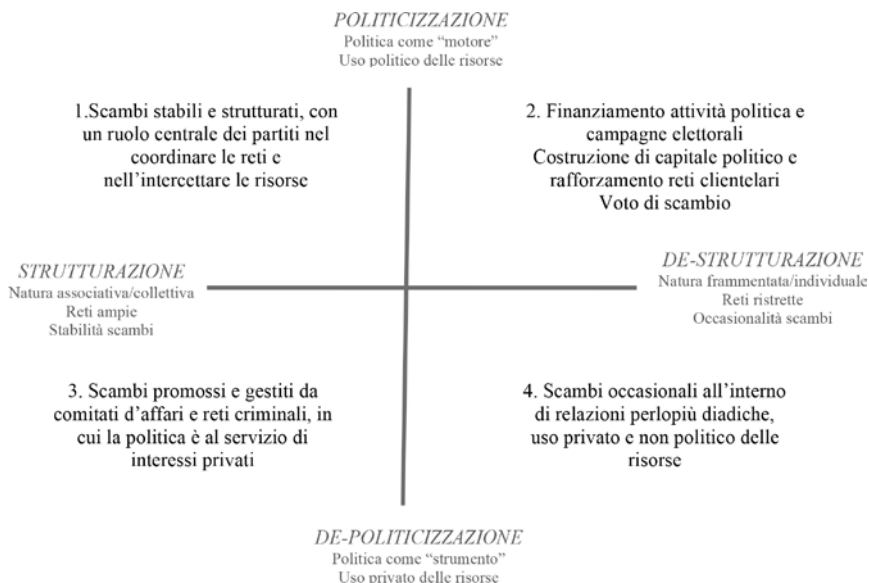 POLITICIZZAZIONE
Politica come “motore”
Uso politico delle risorse
1.Scambi stabili e strutturati, con
un ruolo centrale dei partiti nel
coordinare le reti e
nell’intercettare le risorse
2. Finanziamento attività politica e
campagne elettorali
Costruzione di capitale politico e
rafforzamento reti clientelari
Voto di scambio
STRUTTURAZIONE
Natura associativa/collettiva
Reti ampie
Stabilità scambi
DE-STRUTTURAZIONE
Natura frammentata/individuale
Reti ristrette
Occasionalità scambi
3. Scambi promossi e gestiti da
comitati d’affari e reti criminali, in
cui la politica è al servizio di
interessi privati
4. Scambi occasionali all’interno
di relazioni perlopiù diadiche,
uso privato e non politico delle
risorse
DE-POLITICIZZAZIONE
Politica come “strumento”
Uso privato delle risorse